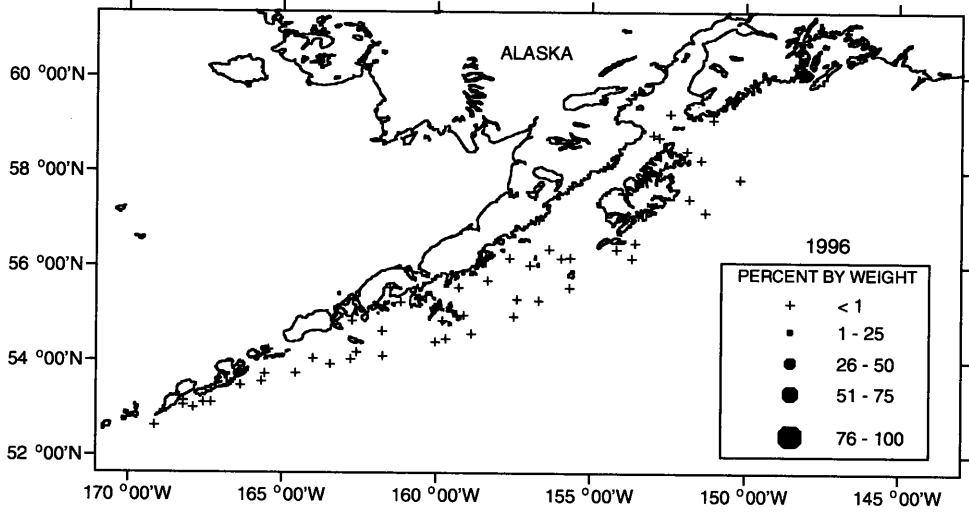 ALASKA
60 °00'N
58 °00'N
56 °00'N
54 °00'N
52 °00'N
1996
PERCENT BY WEIGHT
< 1
1 - 25
26 - 50
51 - 75
76 - 100
170 °00'W
165 °00'W
160 °00'W
155 °00'W
150 °00'W
145 °00'W